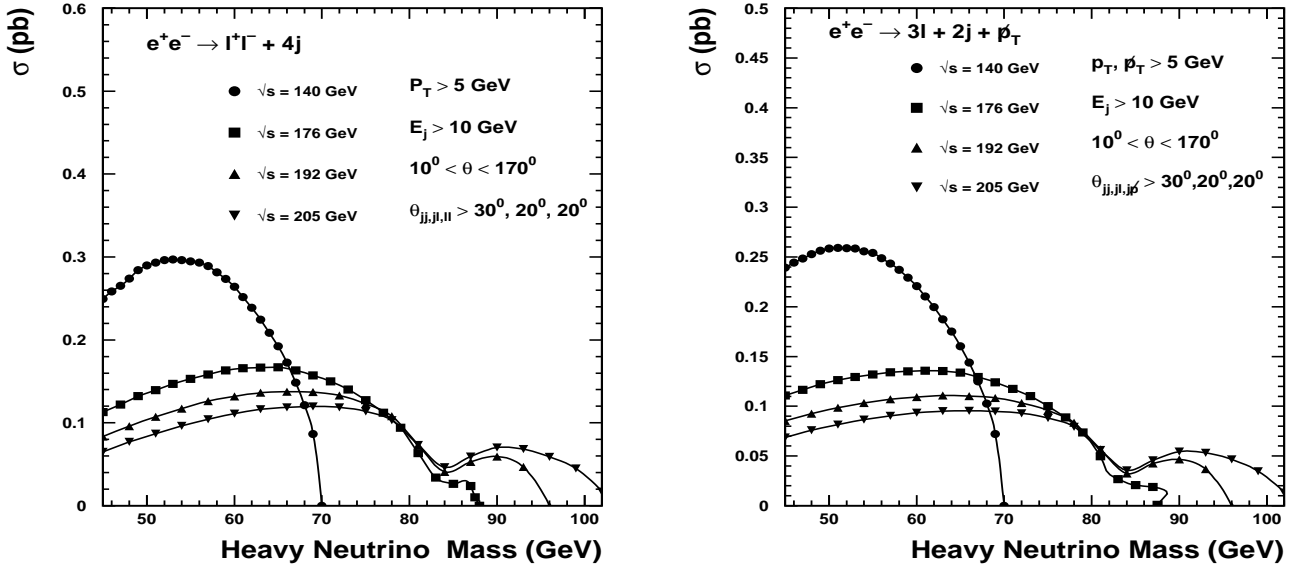 σ (pb)
e⁺e⁻ → l⁺l⁻ + 4j
√s = 140 GeV
√s = 176 GeV
√s = 192 GeV
√s = 205 GeV
P_T > 5 GeV
E_j > 10 GeV
10⁰ < θ < 170⁰
θ_jj,jl,ll > 30⁰, 20⁰, 20⁰
0.6
0.5
0.4
0.3
0.2
0.1
0
50 60 70 80 90 100
Heavy Neutrino Mass (GeV)
σ (pb)
e⁺e⁻ → 3l + 2j + p̸_T
√s = 140 GeV
√s = 176 GeV
√s = 192 GeV
√s = 205 GeV
p_T, p̸_T > 5 GeV
E_j > 10 GeV
10⁰ < θ < 170⁰
θ_jj,jl,jp̸ > 30⁰,20⁰,20⁰
0.5
0.45
0.4
0.35
0.3
0.25
0.2
0.15
0.1
0.05
0
50 60 70 80 90 100
Heavy Neutrino Mass (GeV)